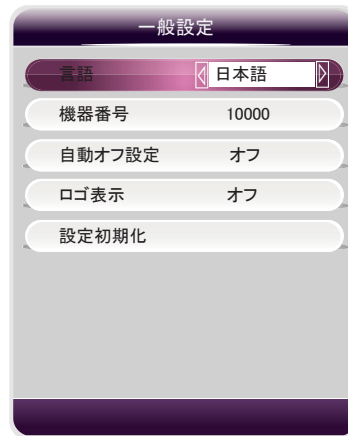 一般設定
言語 日本語
機器番号 10000
自動オフ設定 オフ
ロゴ表示 オフ
設定初期化